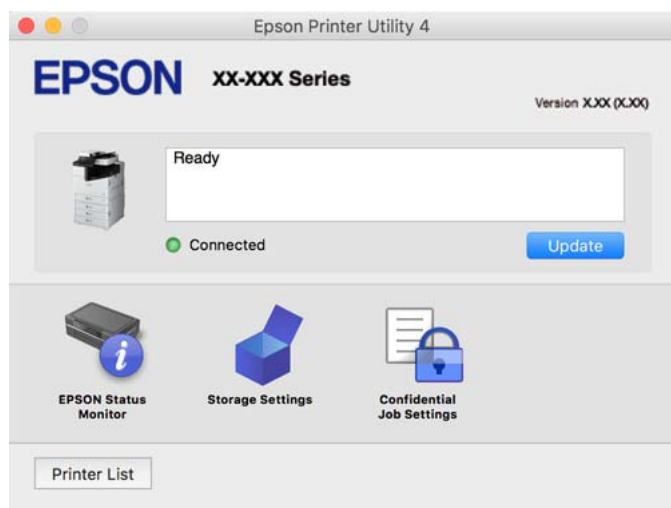 Epson Printer Utility 4
EPSON
XX-XXX Series
Version X.XX (X.XX)
Ready
Connected
Update
i
EPSON Status
Monitor
Storage Settings
Confidential
Job Settings
Printer List